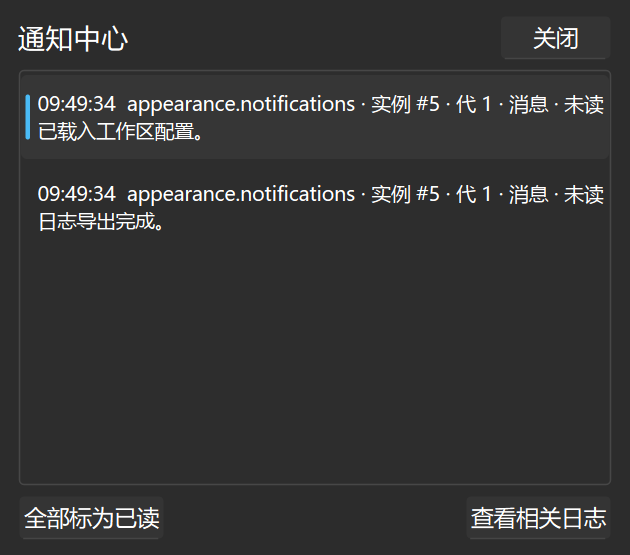 通知中心
关闭
09:49:34 appearance.notifications · 实例 #5 · 代 1 · 消息 · 未读
已载入工作区配置。
09:49:34 appearance.notifications · 实例 #5 · 代 1 · 消息 · 未读
日志导出完成。
全部标为已读
查看相关日志